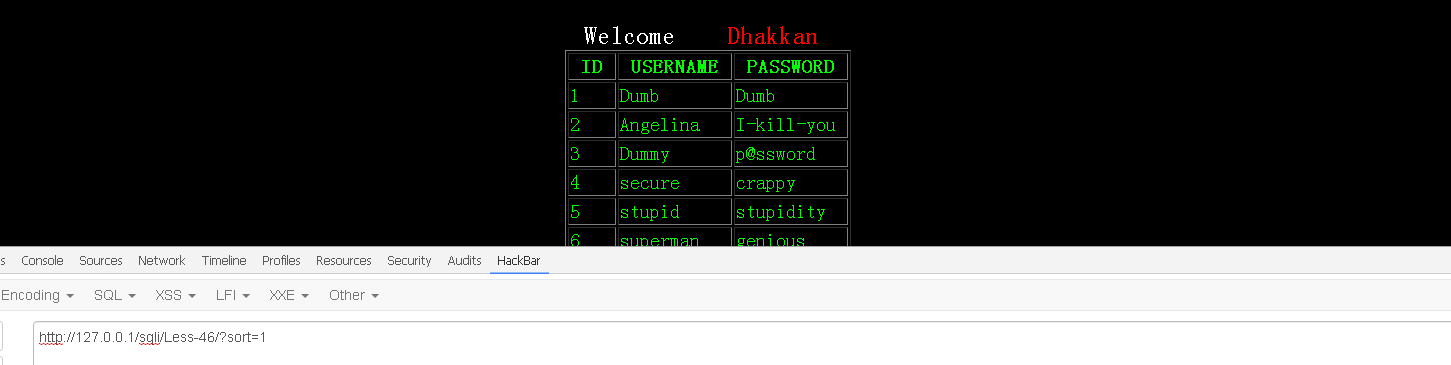 Welcome Dhakkan
ID USERNAME PASSWORD
1 Dumb Dumb
2 Angelina I-kill-you
3 Dummy p@ssword
4 secure crappy
5 stupid stupidity
6 superman genious
s Console Sources Network Timeline Profiles Resources Security Audits HackBar
Encoding SQL XSS LFI XXE Other
http://127.0.0.1/sqli/Less-46/?sort=1